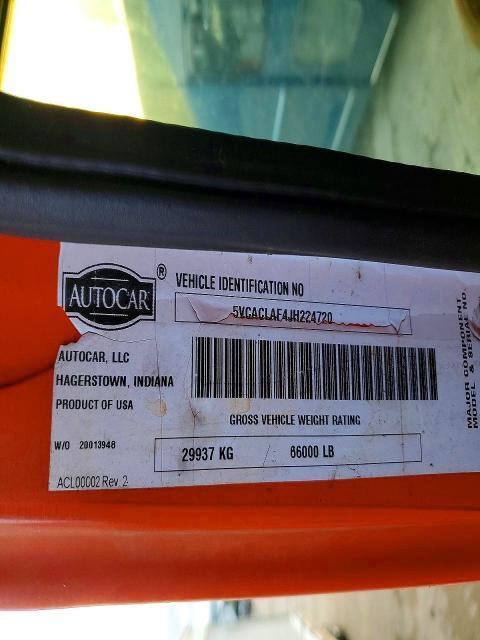 AUTOCAR®
VEHICLE IDENTIFICATION NO
5VCACLAF4JH224720
AUTOCAR, LLC
HAGERSTOWN, INDIANA
PRODUCT OF USA
GROSS VEHICLE WEIGHT RATING
W/O 20013948
29937 KG 66000 LB
ACL00002 Rev. 2
MAJOR COMPONENT
MODEL & SERIAL NO.